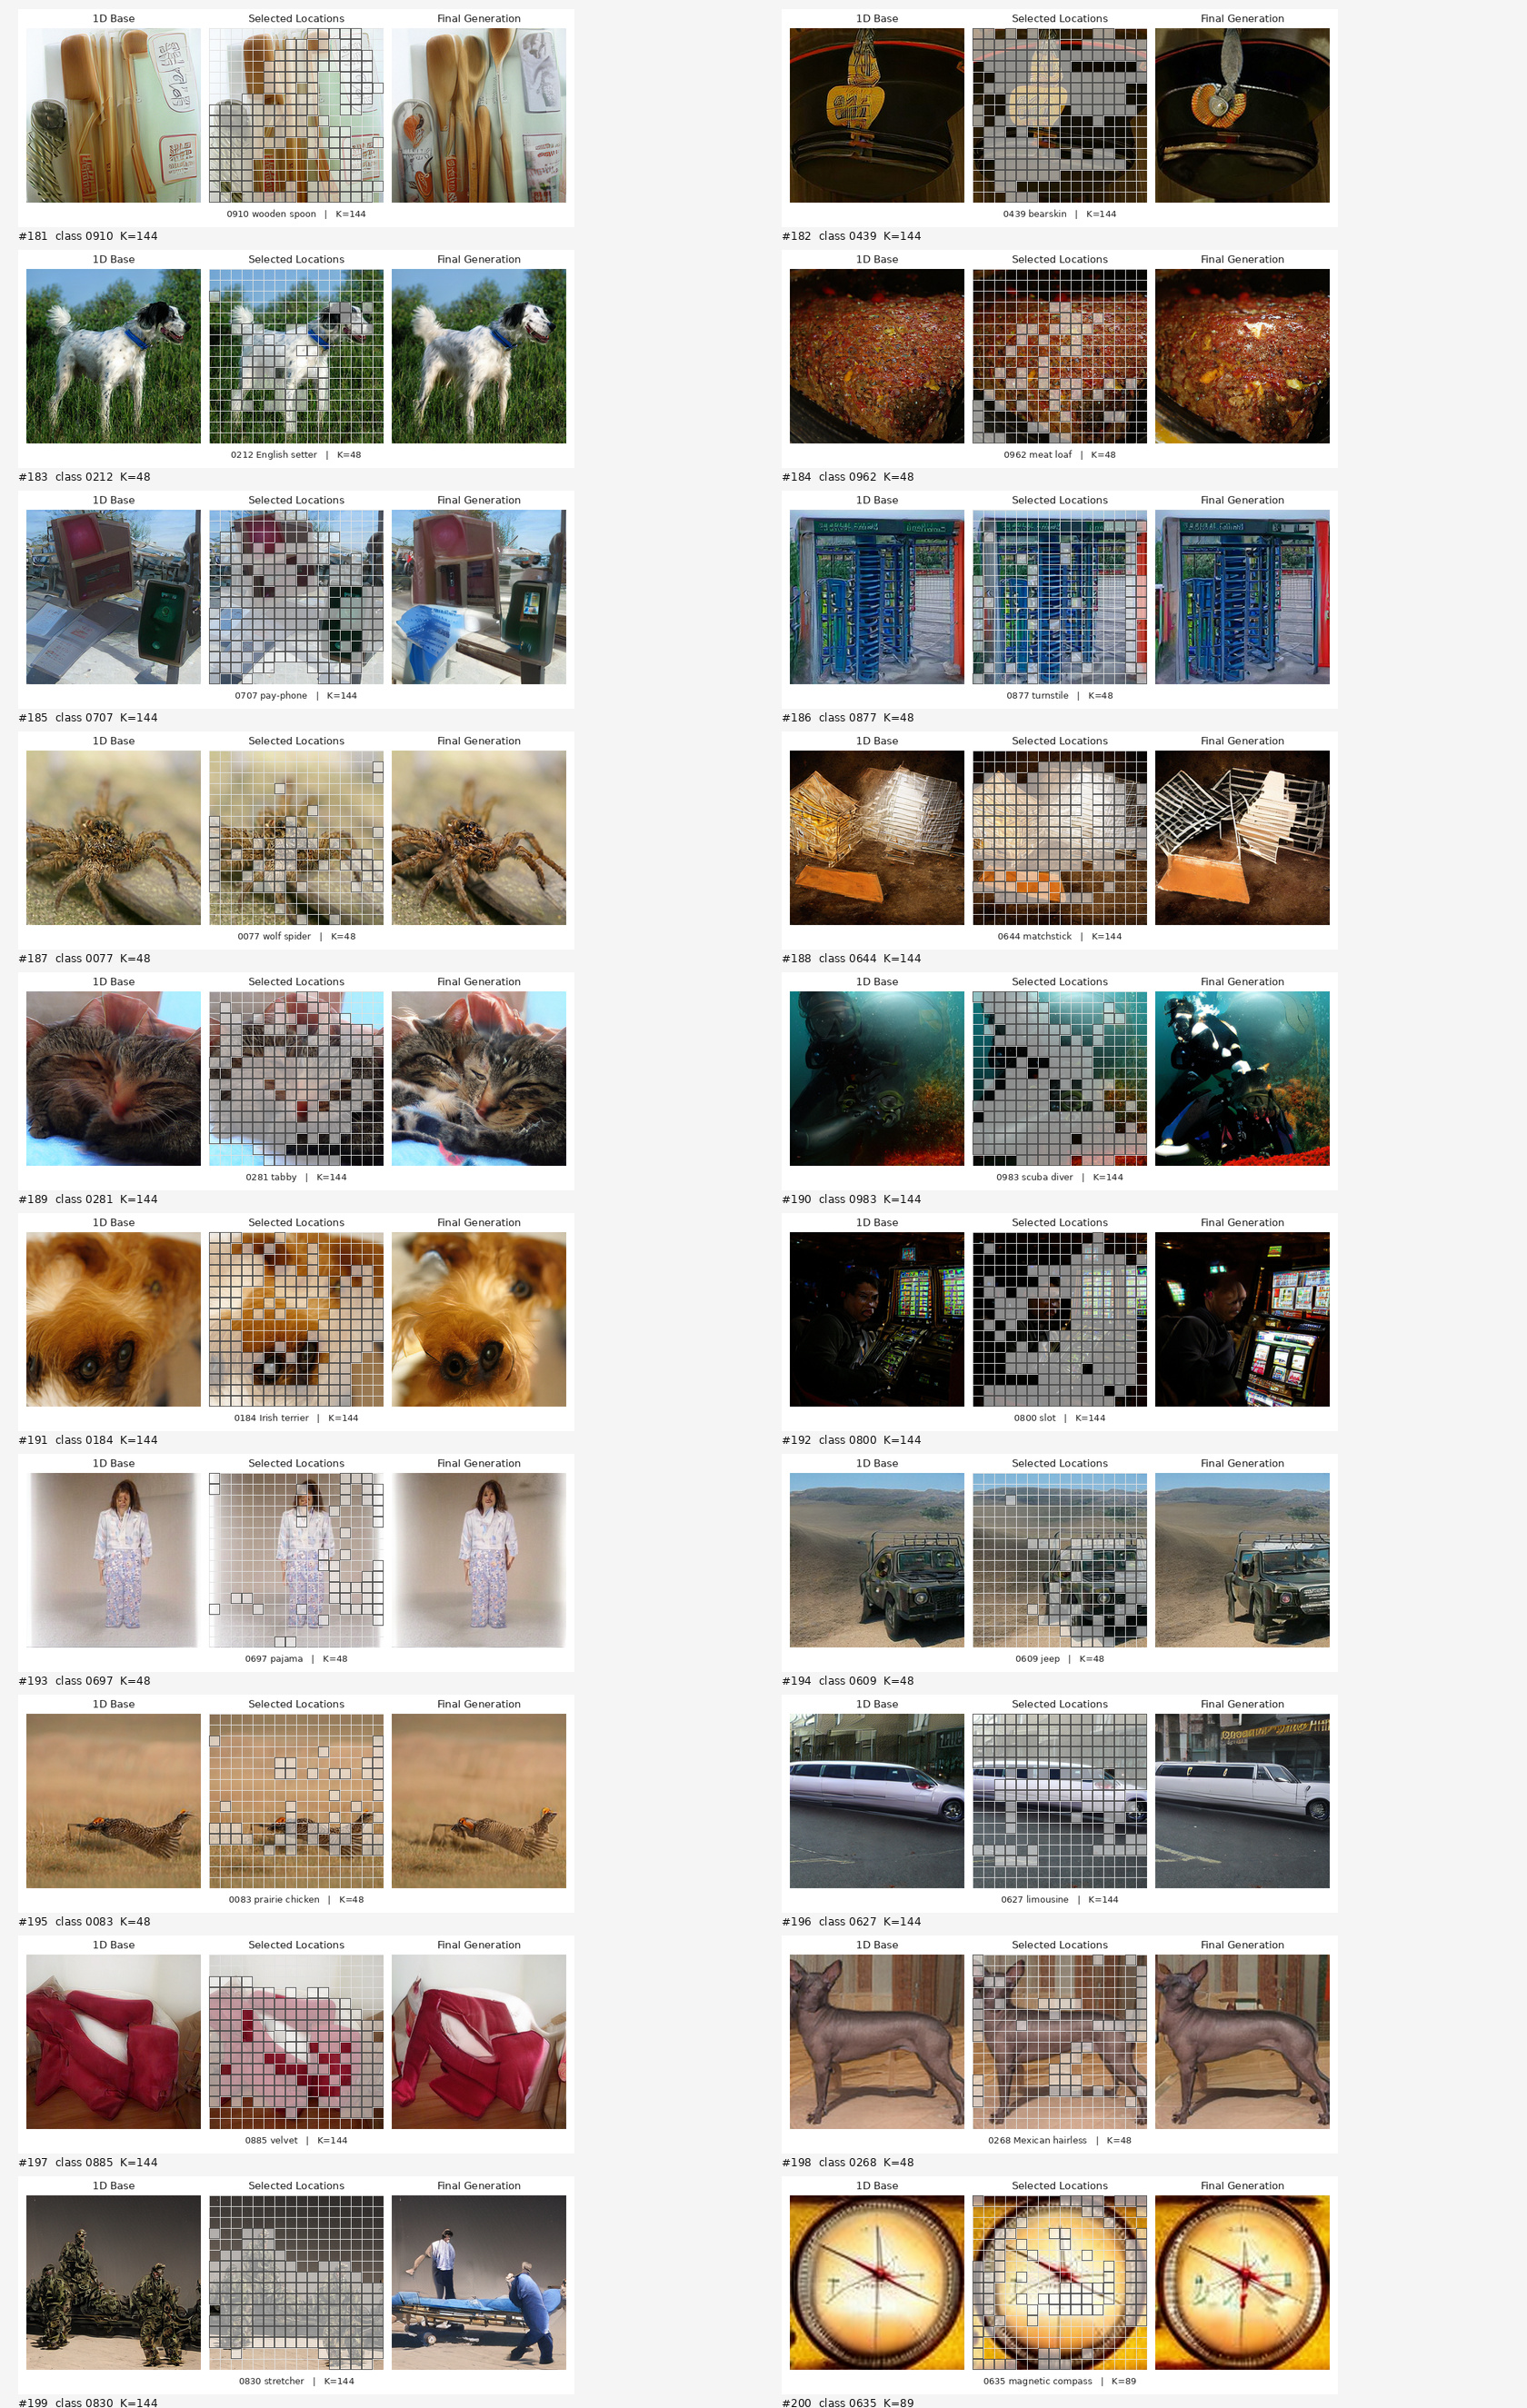 1D Base Selected Locations Final Generation
0910 wooden spoon | K=144
#181 class 0910 K=144
1D Base Selected Locations Final Generation
0439 bearskin | K=144
#182 class 0439 K=144
1D Base Selected Locations Final Generation
0212 English setter | K=48
#183 class 0212 K=48
1D Base Selected Locations Final Generation
0962 meat loaf | K=48
#184 class 0962 K=48
1D Base Selected Locations Final Generation
0707 pay-phone | K=144
#185 class 0707 K=144
1D Base Selected Locations Final Generation
0877 turnstile | K=48
#186 class 0877 K=48
1D Base Selected Locations Final Generation
0077 wolf spider | K=48
#187 class 0077 K=48
1D Base Selected Locations Final Generation
0644 matchstick | K=144
#188 class 0644 K=144
1D Base Selected Locations Final Generation
0281 tabby | K=144
#189 class 0281 K=144
1D Base Selected Locations Final Generation
0983 scuba diver | K=144
#190 class 0983 K=144
1D Base Selected Locations Final Generation
0184 Irish terrier | K=144
#191 class 0184 K=144
1D Base Selected Locations Final Generation
0800 slot | K=144
#192 class 0800 K=144
1D Base Selected Locations Final Generation
0697 pajama | K=48
#193 class 0697 K=48
1D Base Selected Locations Final Generation
0609 jeep | K=48
#194 class 0609 K=48
1D Base Selected Locations Final Generation
0083 prairie chicken | K=48
#195 class 0083 K=48
1D Base Selected Locations Final Generation
0627 limousine | K=144
#196 class 0627 K=144
1D Base Selected Locations Final Generation
0885 velvet | K=144
#197 class 0885 K=144
1D Base Selected Locations Final Generation
0268 Mexican hairless | K=48
#198 class 0268 K=48
1D Base Selected Locations Final Generation
0830 stretcher | K=144
#199 class 0830 K=144
1D Base Selected Locations Final Generation
0635 magnetic compass | K=89
#200 class 0635 K=89